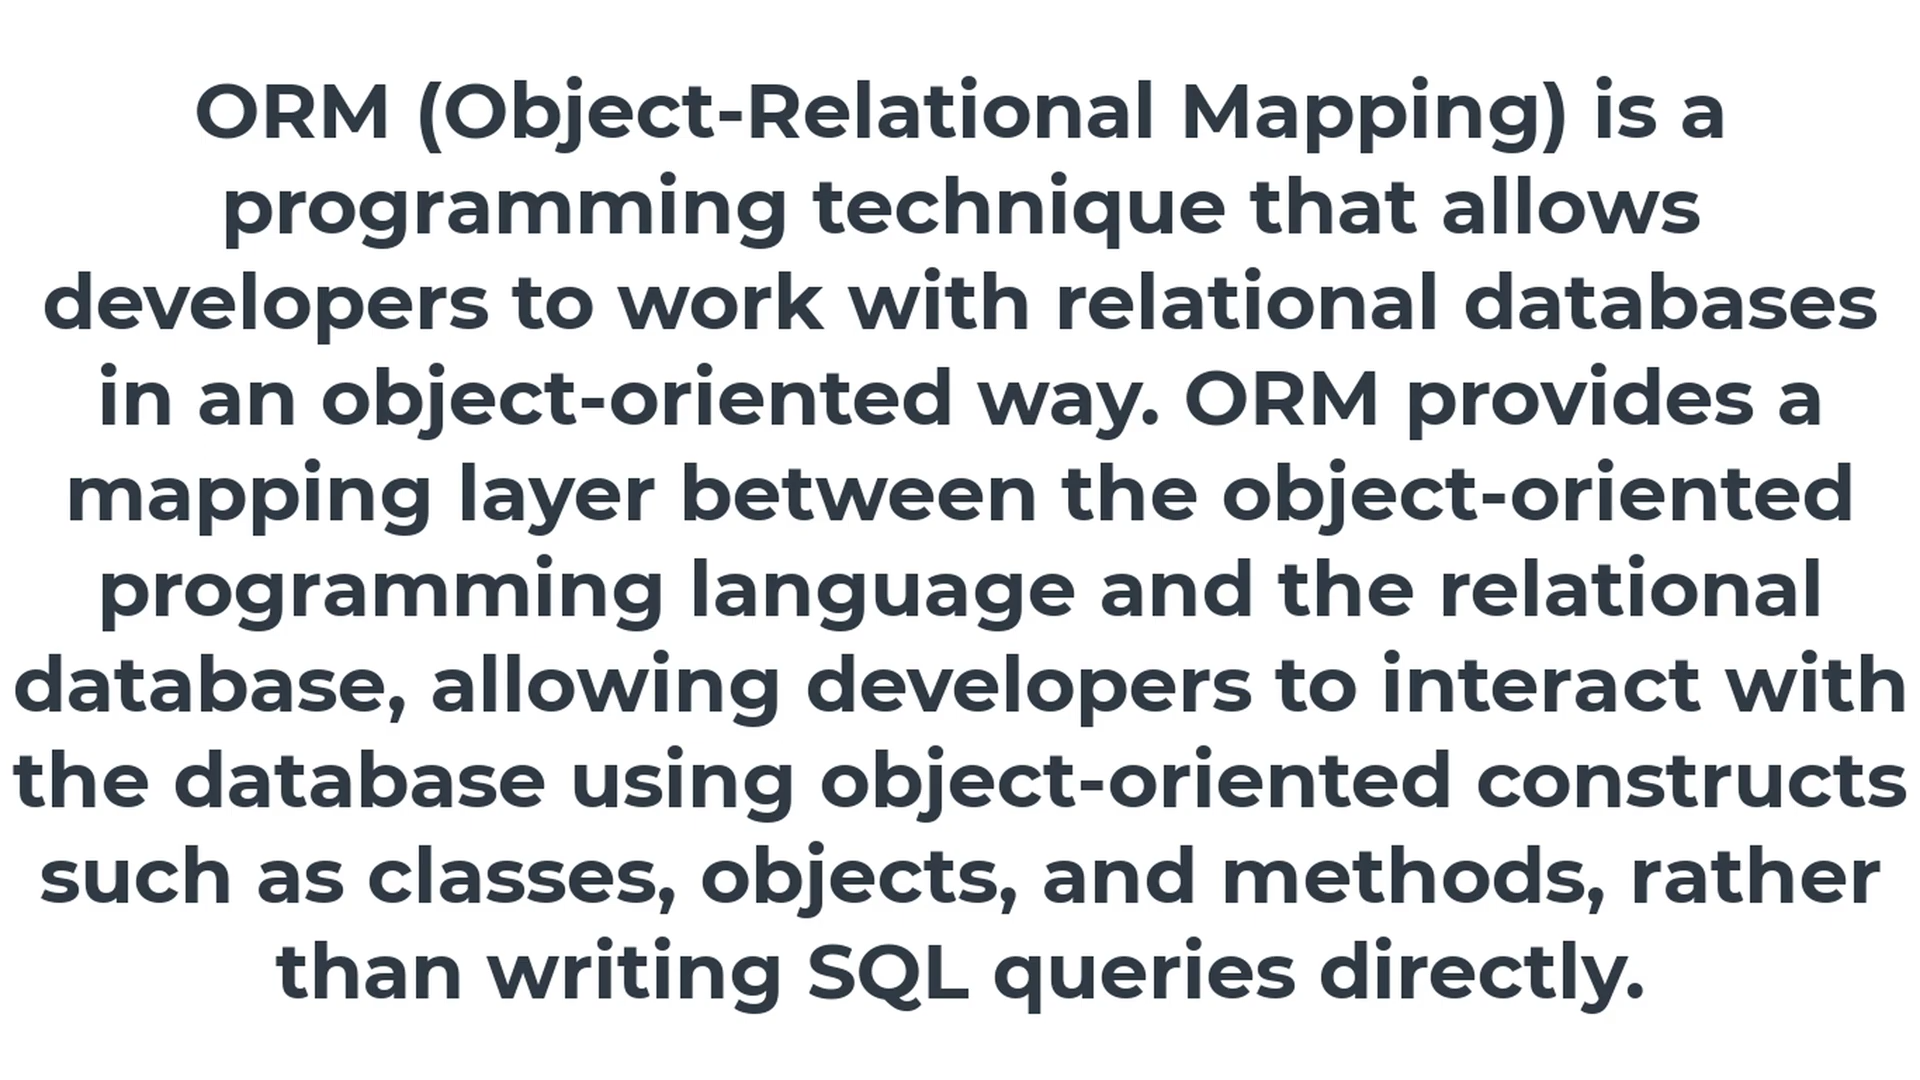 ORM (Object-Relational Mapping) is a
programming technique that allows
developers to work with relational databases
in an object-oriented way. ORM provides a
mapping layer between the object-oriented
programming language and the relational
database, allowing developers to interact with
the database using object-oriented constructs
such as classes, objects, and methods, rather
than writing SQL queries directly.